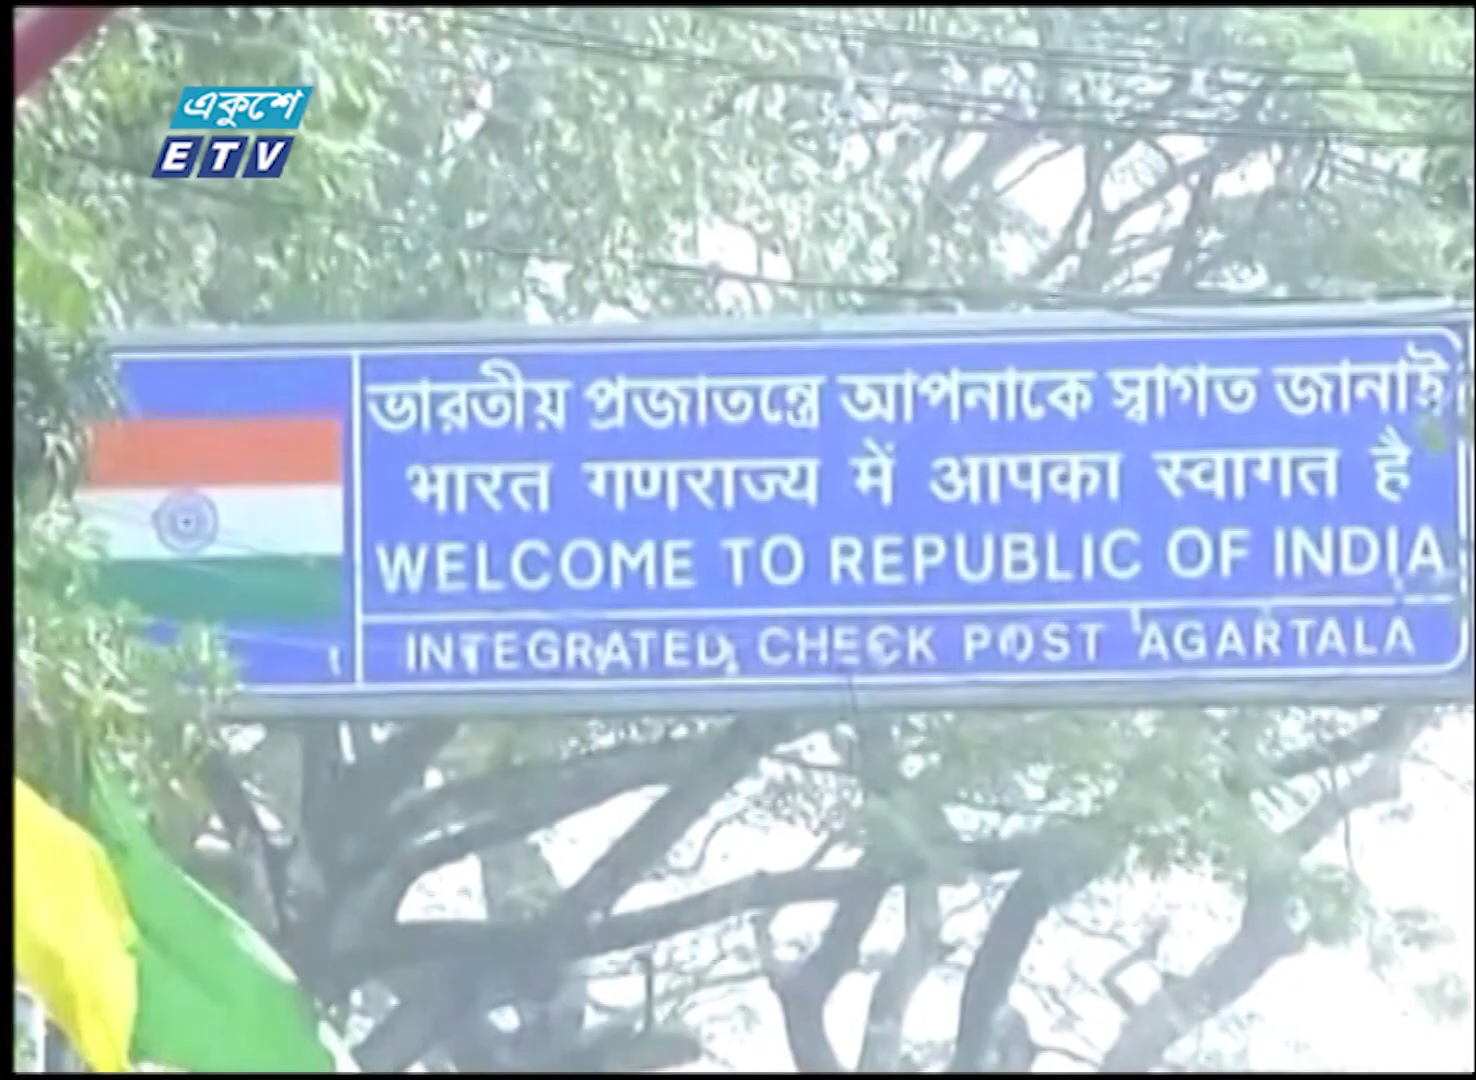 একুশে
ETV
ভারতীয় প্রজাতন্ত্রে আপনাকে স্বাগত জানাই
भारत गणराज्य में आपका स्वागत है
WELCOME TO REPUBLIC OF INDIA
INTEGRATED CHECK POST AGARTALA